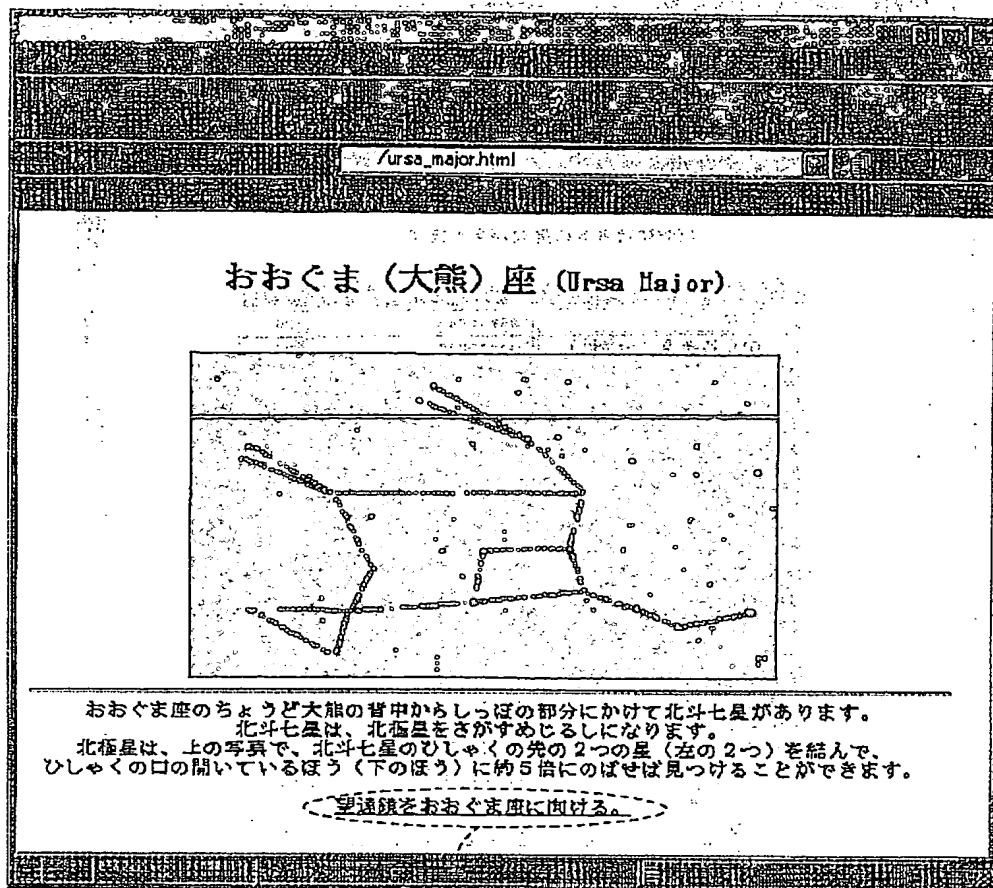 /ursa_major.html
おおぐま（大熊）座 (Ursa Major)
おおぐま座のちょうど大熊の背中からしっぽの部分にかけて北斗七星があります。
北斗七星は、北極星をさがすめじるしになります。
北極星は、上の写真で、北斗七星のひしゃくの先の２つの星（左の２つ）を結んで、
ひしゃくの口の開いているほう（下のほう）に約５倍にのばせば見つけることができます。
望遠鏡をおおぐま座に向ける。